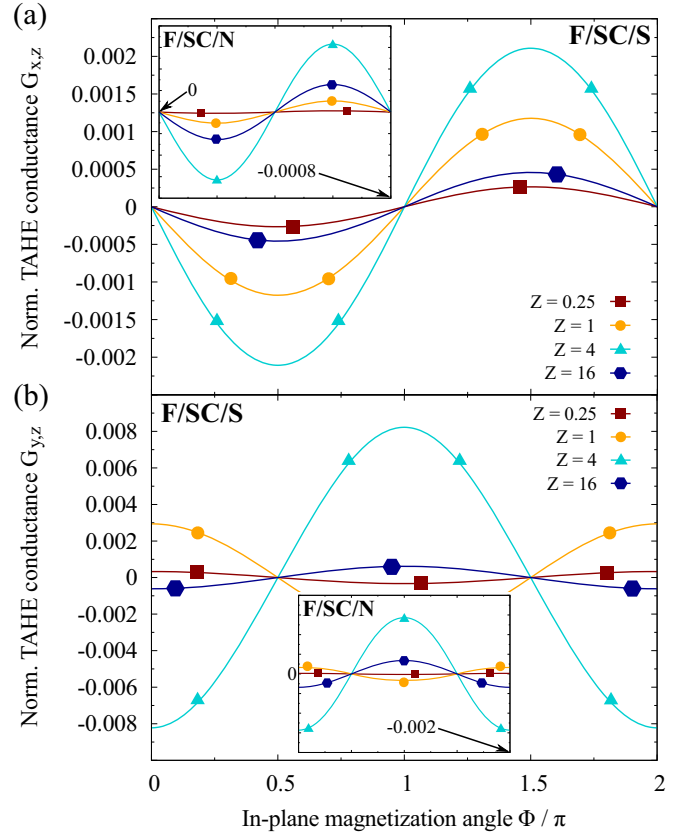 (a)
F/SC/N
F/SC/S
Norm. TAHE conductance G_{x,z}
0.002
0.0015
0.001
0.0005
0
-0.0005
-0.001
-0.0015
-0.002
0
-0.0008
Z = 0.25
Z = 1
Z = 4
Z = 16
(b)
F/SC/S
Norm. TAHE conductance G_{y,z}
0.008
0.006
0.004
0.002
0
-0.002
-0.004
-0.006
-0.008
Z = 0.25
Z = 1
Z = 4
Z = 16
F/SC/N
0
-0.002
0
0.5
1
1.5
2
In-plane magnetization angle Φ / π